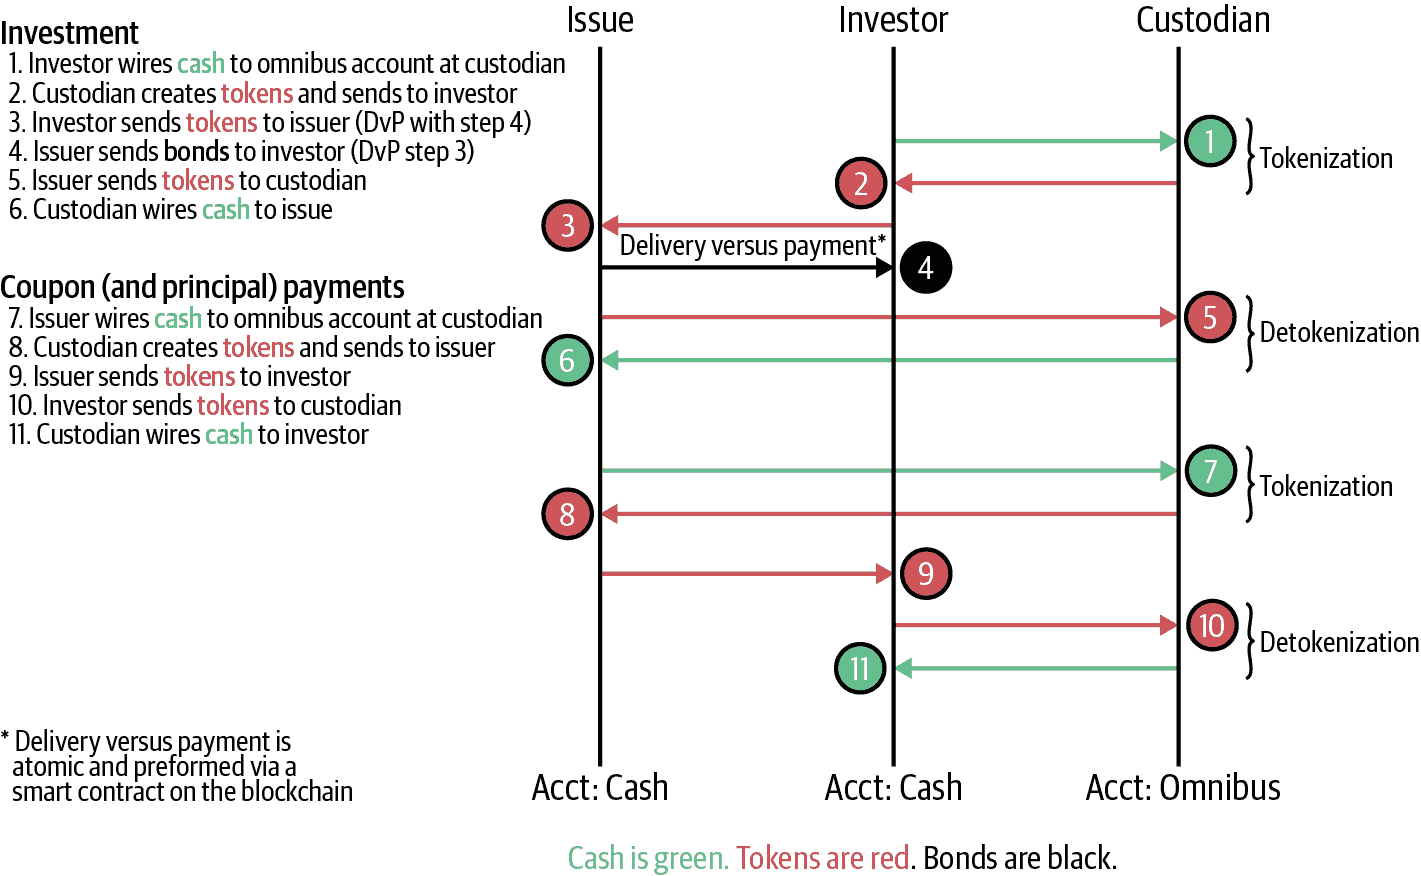 Issue
Investor
Custodian
Investment
1. Investor wires cash to omnibus account at custodian
2. Custodian creates tokens and sends to investor
3. Investor sends tokens to issuer (DvP with step 4)
4. Issuer sends bonds to investor (DvP step 3)
5. Issuer sends tokens to custodian
6. Custodian wires cash to issue
Coupon (and principal) payments
7. Issuer wires cash to omnibus account at custodian
8. Custodian creates tokens and sends to issuer
9. Issuer sends tokens to investor
10. Investor sends tokens to custodian
11. Custodian wires cash to investor
1
Tokenization
2
3
Delivery versus payment*
4
5
Detokenization
6
7
Tokenization
8
9
10
Detokenization
11
* Delivery versus payment is
atomic and preformed via a
smart contract on the blockchain
Acct: Cash
Acct: Cash
Acct: Omnibus
Cash is green. Tokens are red. Bonds are black.